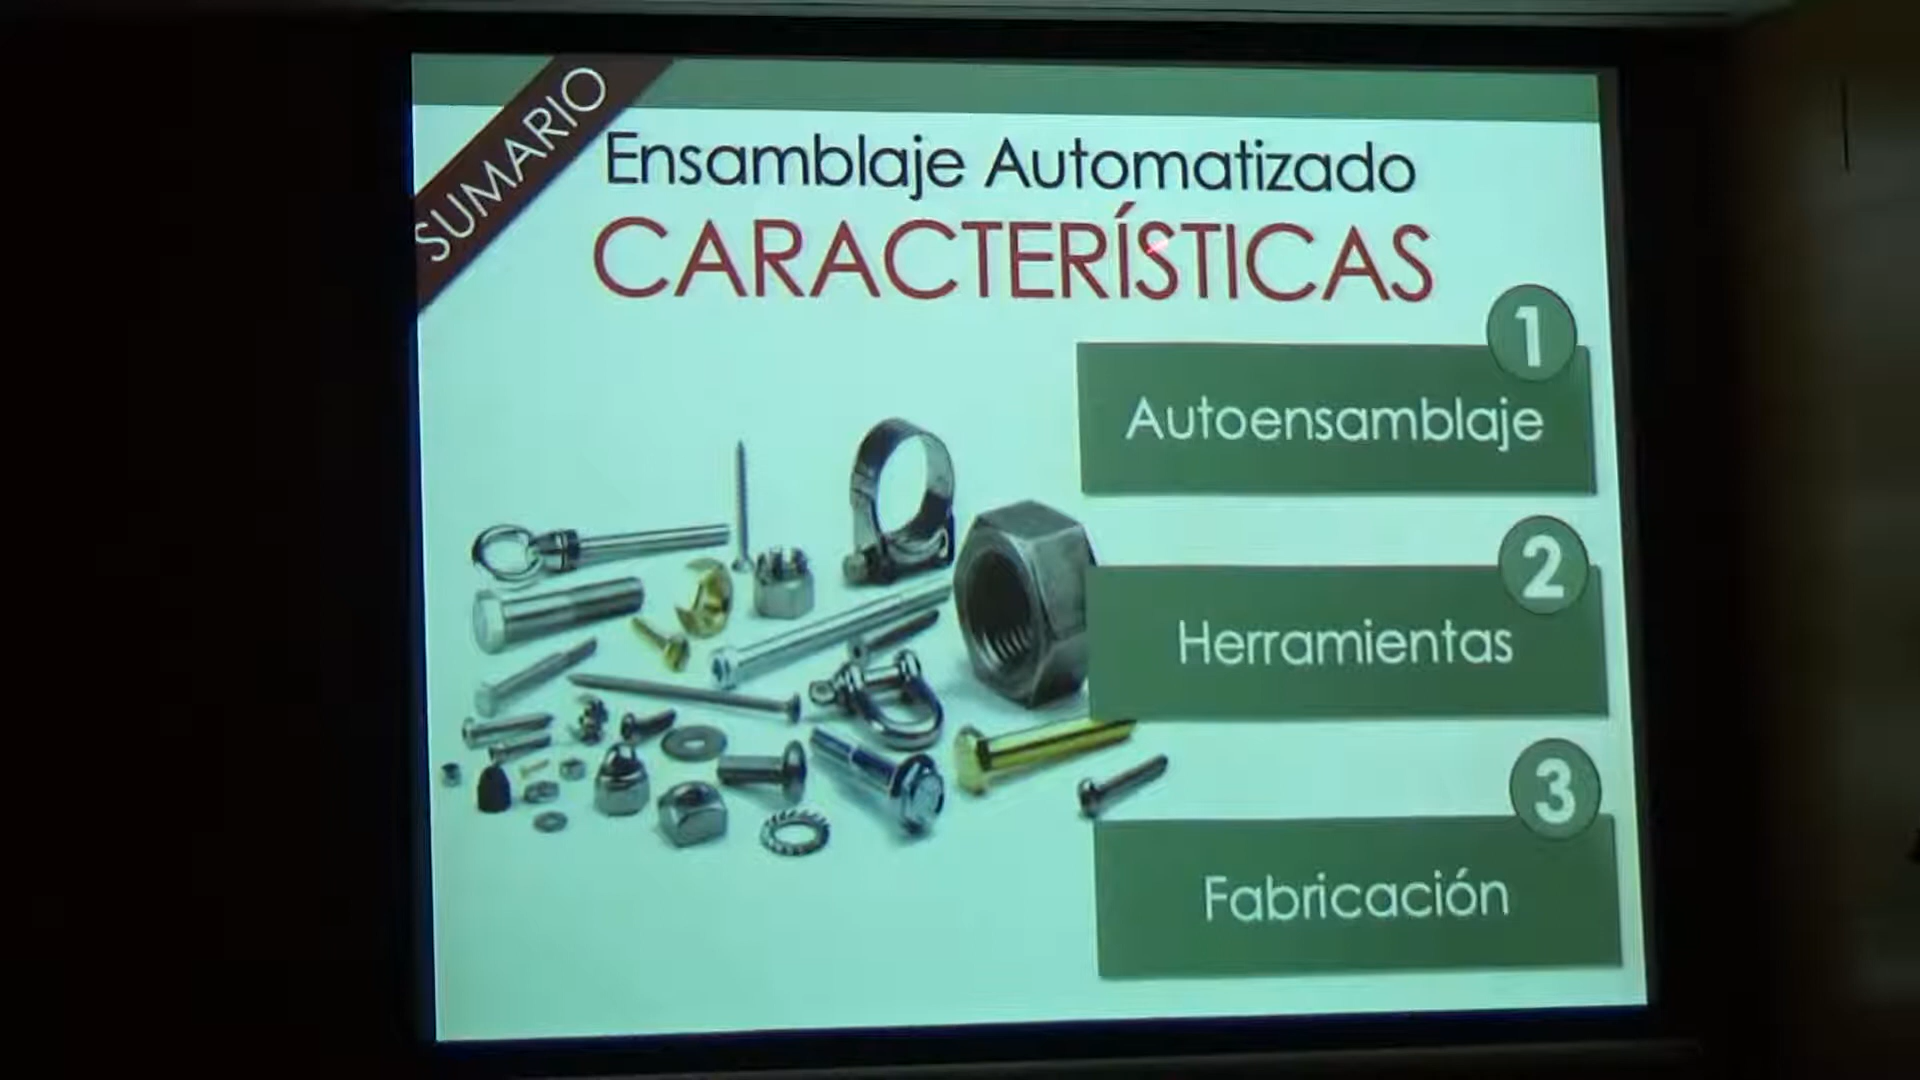 SUMARIO
Ensamblaje Automatizado
CARACTERÍSTICAS
1
Autoensamblaje
2
Herramientas
3
Fabricación